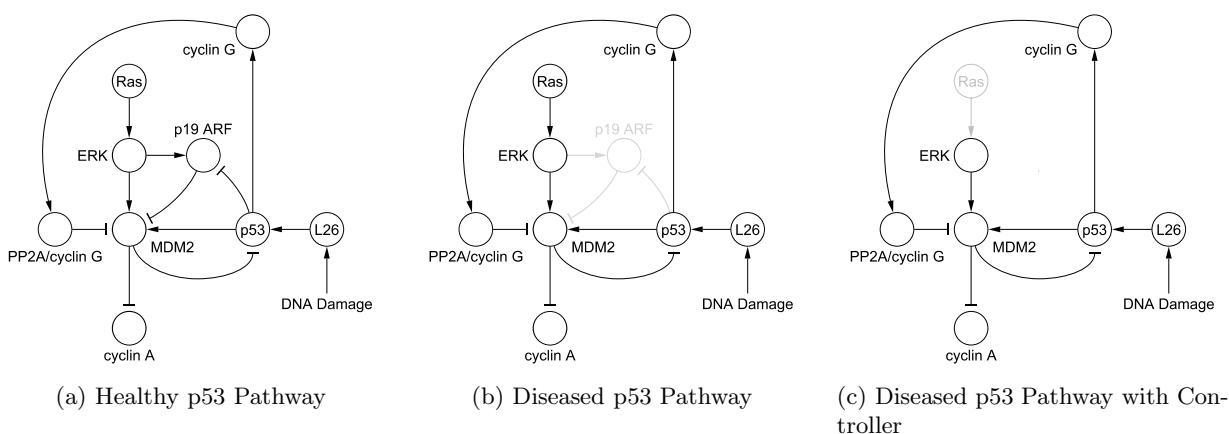 cyclin G
Ras
p19 ARF
ERK
p53
L26
MDM2
PP2A/cyclin G
DNA Damage
cyclin A
(a) Healthy p53 Pathway
cyclin G
Ras
p19 ARF
ERK
p53
L26
MDM2
PP2A/cyclin G
DNA Damage
cyclin A
(b) Diseased p53 Pathway
cyclin G
Ras
ERK
p53
L26
MDM2
PP2A/cyclin G
DNA Damage
cyclin A
(c) Diseased p53 Pathway with Con-
troller